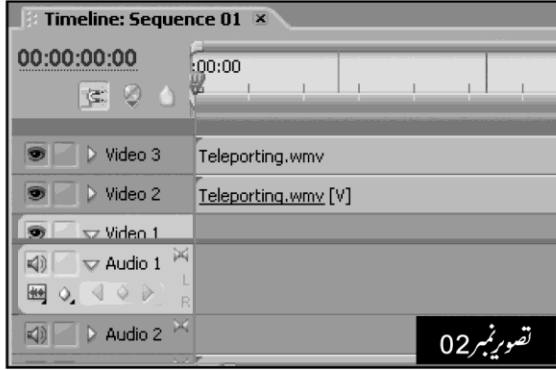 Timeline: Sequence 01 ×
00:00:00:00
:00:00
Video 3
Teleporting.wmv
Video 2
Teleporting.wmv [V]
Video 1
Audio 1
L
R
Audio 2
تصویر نمبر 02